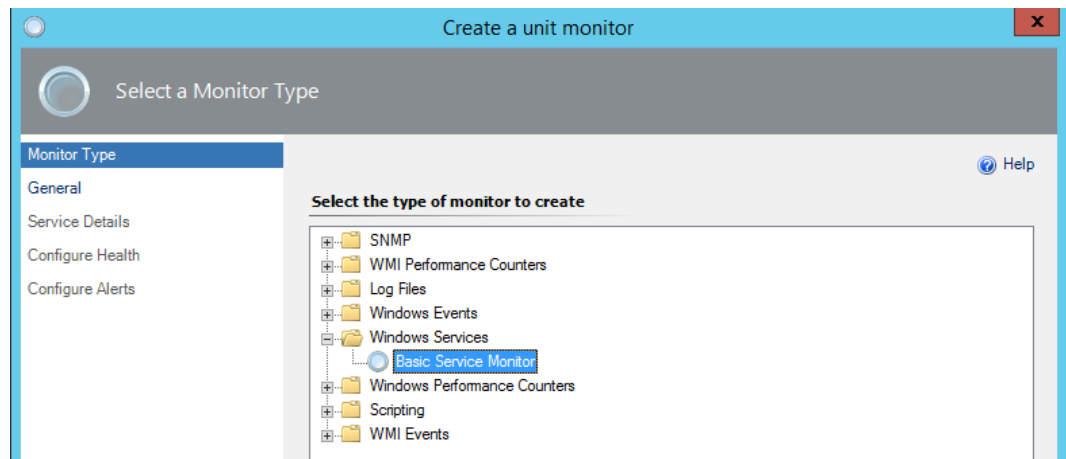 Create a unit monitor
x
Select a Monitor Type
Monitor Type
General
Service Details
Configure Health
Configure Alerts
Help
Select the type of monitor to create
SNMP
WMI Performance Counters
Log Files
Windows Events
Windows Services
Basic Service Monitor
Windows Performance Counters
Scripting
WMI Events